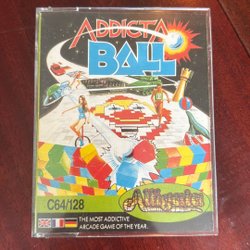 ADDICTA
BALL
C64/128
Alligata
THE MOST ADDICTIVE
ARCADE GAME OF THE YEAR.